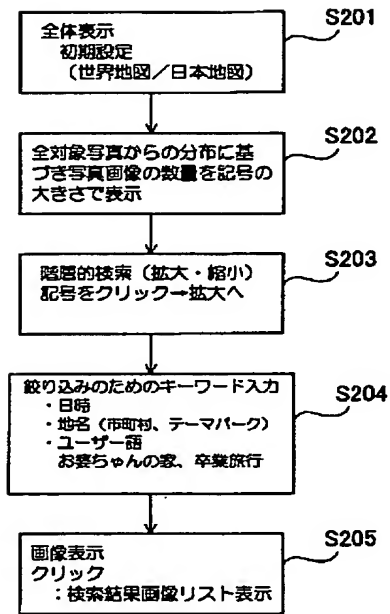 全体表示
初期設定
(世界地図/日本地図)
S201
全対象写真からの分布に基
づき写真画像の数量を記号の
大きさで表示
S202
階層的検索(拡大・縮小)
記号をクリック→拡大へ
S203
絞り込みのためのキーワード入力
・日時
・地名(市町村、テーマパーク)
・ユーザー語
お婆ちゃんの家、卒業旅行
S204
画像表示
クリック
:検索結果画像リスト表示
S205